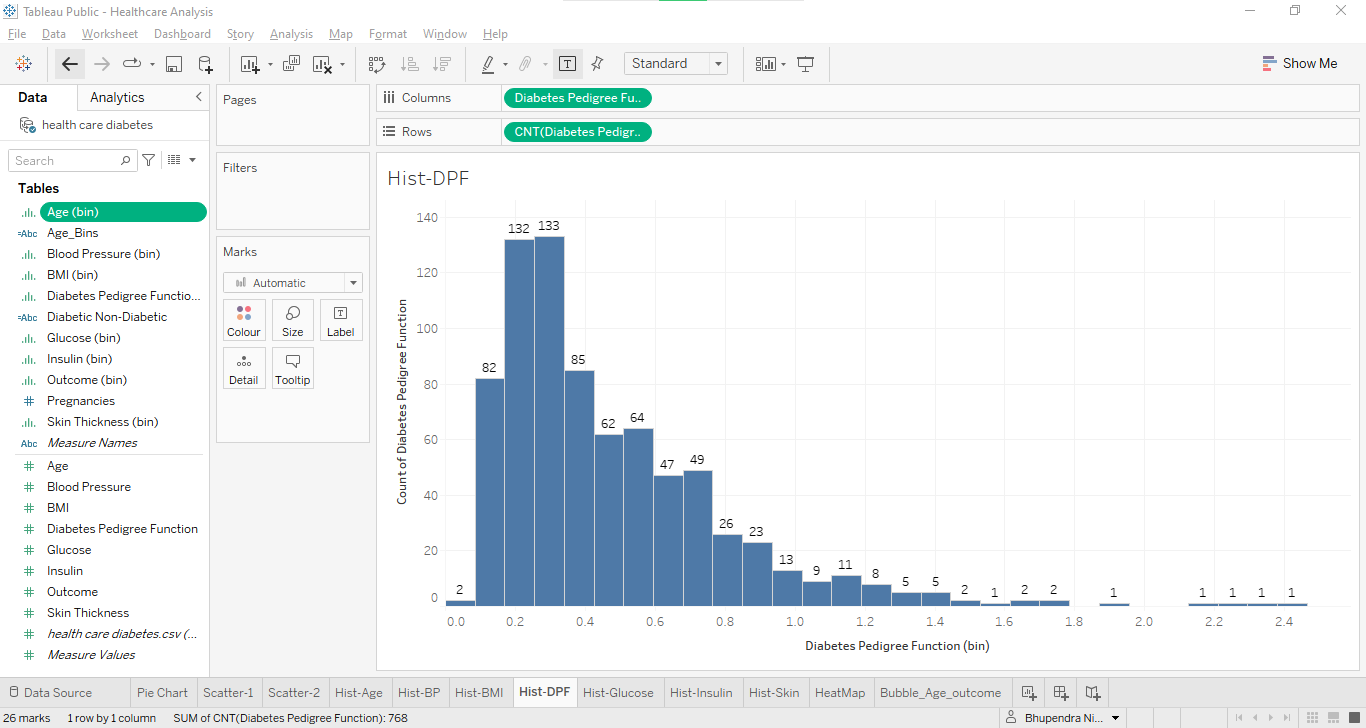 Tableau Public - Healthcare Analysis
File Data Worksheet Dashboard Story Analysis Map Format Window Help
Standard
Show Me
Data Analytics
health care diabetes
Search
Tables
Age (bin)
Age_Bins
Blood Pressure (bin)
BMI (bin)
Diabetes Pedigree Functio...
Diabetic Non-Diabetic
Glucose (bin)
Insulin (bin)
Outcome (bin)
Pregnancies
Skin Thickness (bin)
Measure Names
Age
Blood Pressure
BMI
Diabetes Pedigree Function
Glucose
Insulin
Outcome
Skin Thickness
health care diabetes.csv (...
Measure Values
Pages
Filters
Marks
Automatic
Colour Size Label
Detail Tooltip
Columns Diabetes Pedigree Fu..
Rows CNT(Diabetes Pedigr..
Hist-DPF
Count of Diabetes Pedigree Function
140
120
100
80
60
40
20
0
2 82 132 133 85 62 64 47 49 26 23 13 9 11 8 5 5 2 1 2 2 1 1 1 1 1
0.0 0.2 0.4 0.6 0.8 1.0 1.2 1.4 1.6 1.8 2.0 2.2 2.4
Diabetes Pedigree Function (bin)
Data Source Pie Chart Scatter-1 Scatter-2 Hist-Age Hist-BP Hist-BMI Hist-DPF Hist-Glucose Hist-Insulin Hist-Skin HeatMap Bubble_Age_outcome
26 marks 1 row by 1 column SUM of CNT(Diabetes Pedigree Function): 768 Bhupendra Ni...